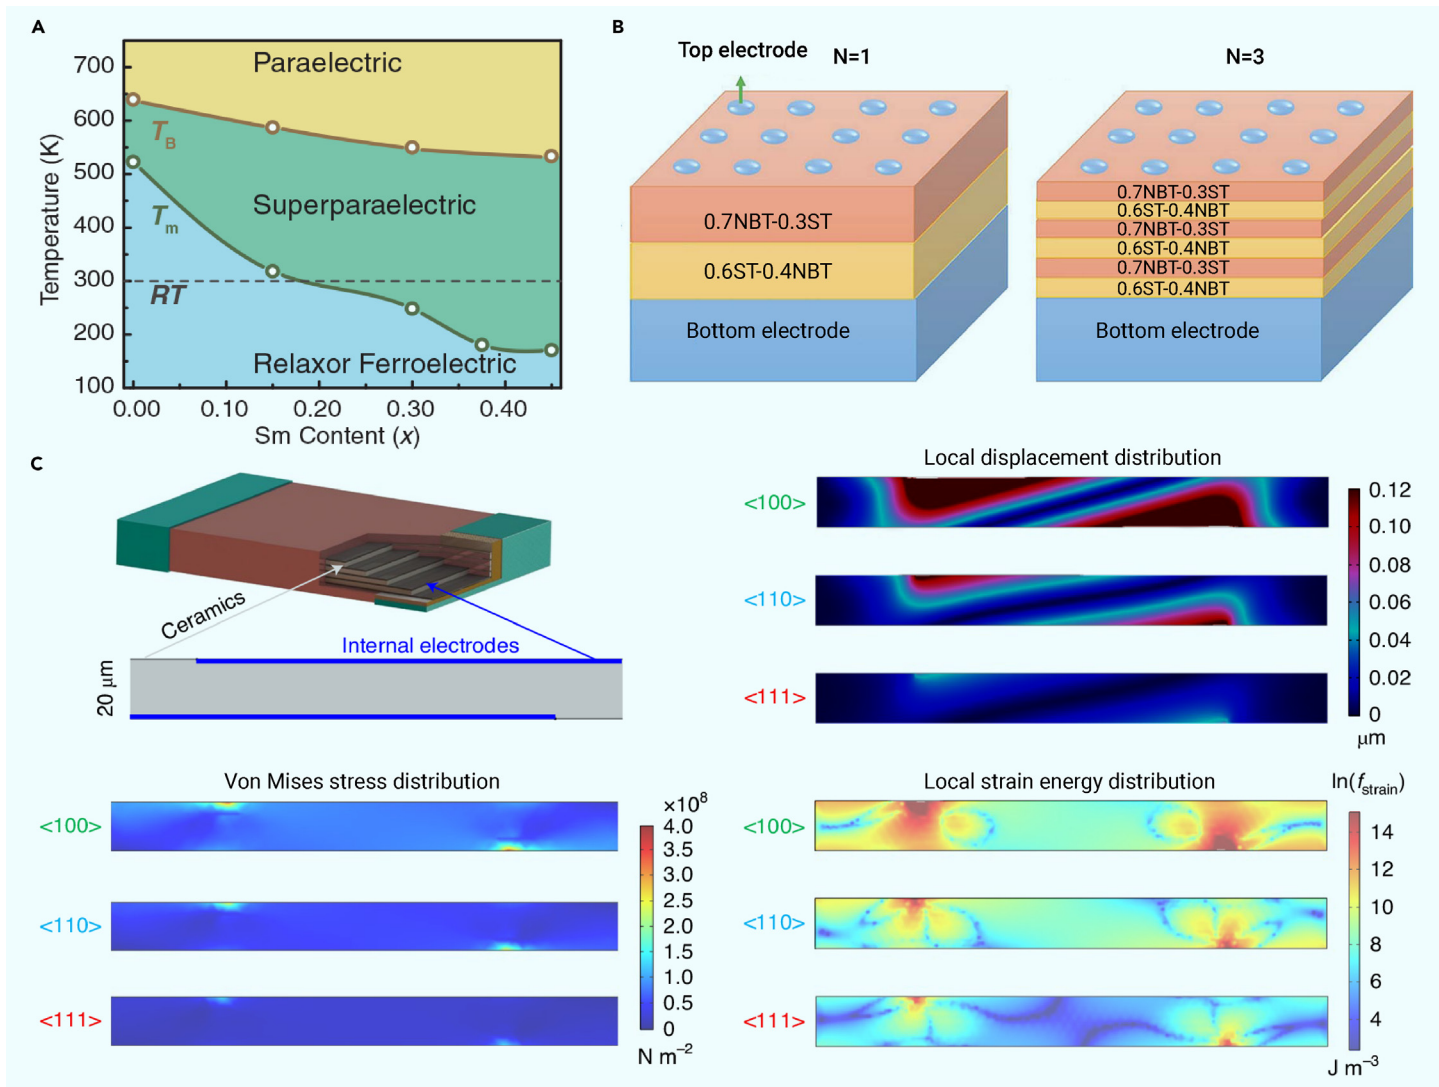 A
700
600
500
400
300
200
100
Temperature (K)
Paraelectric
T_B
Superparaelectric
T_m
RT
Relaxor Ferroelectric
0.00 0.10 0.20 0.30 0.40
Sm Content (x)
B
Top electrode
N=1
0.7NBT-0.3ST
0.6ST-0.4NBT
Bottom electrode
N=3
0.7NBT-0.3ST
0.6ST-0.4NBT
0.7NBT-0.3ST
0.6ST-0.4NBT
0.7NBT-0.3ST
0.6ST-0.4NBT
Bottom electrode
C
Ceramics
Internal electrodes
20 μm
Local displacement distribution
<100>
<110>
<111>
0.12
0.10
0.08
0.06
0.04
0.02
0
μm
Von Mises stress distribution
<100>
<110>
<111>
×10⁸
4.0
3.5
3.0
2.5
2.0
1.5
1.0
0.5
0
N m⁻²
Local strain energy distribution
<100>
<110>
<111>
ln(f_strain)
14
12
10
8
6
4
J m⁻³